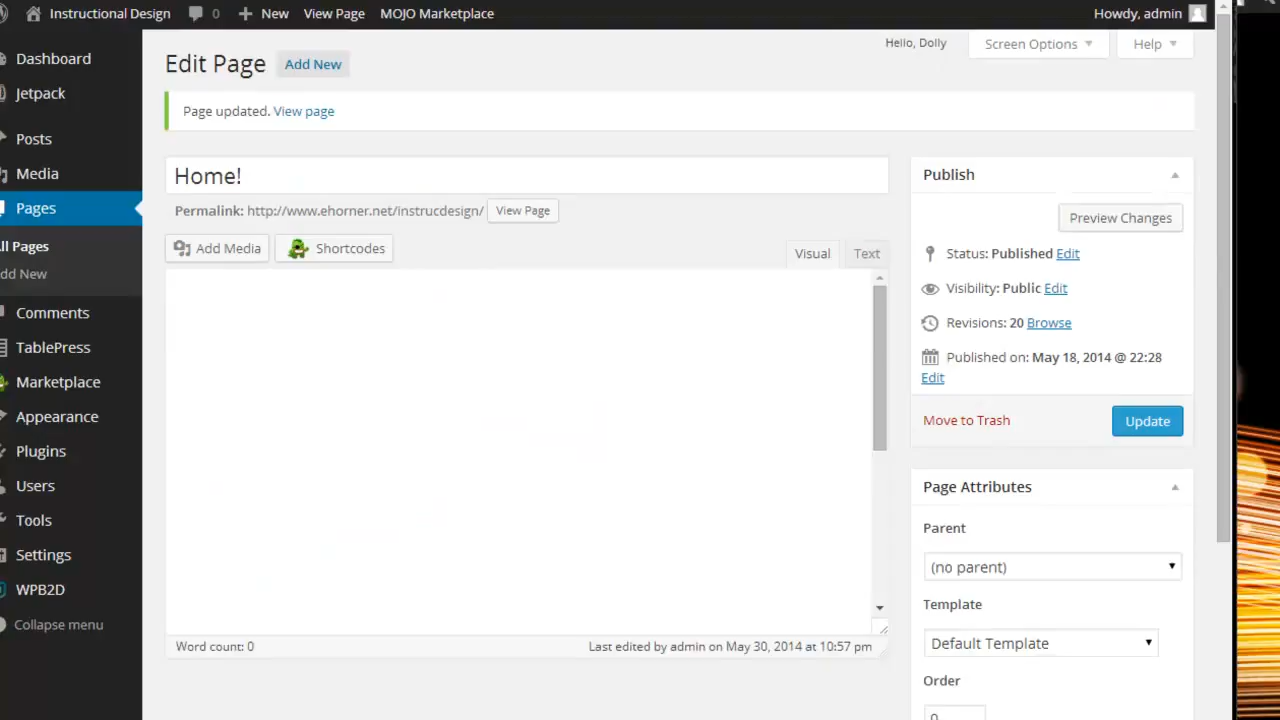 Instructional Design 0 New View Page MOJO Marketplace Howdy, admin
Hello, Dolly Screen Options Help
Dashboard
Jetpack
Posts
Media
Pages
All Pages
Add New
Comments
TablePress
Marketplace
Appearance
Plugins
Users
Tools
Settings
WPB2D
Collapse menu
Edit Page Add New
Page updated. View page
Home!
Permalink: http://www.ehorner.net/instrucdesign/ View Page
Add Media Shortcodes
Visual Text
Word count: 0 Last edited by admin on May 30, 2014 at 10:57 pm
Publish
Preview Changes
Status: Published Edit
Visibility: Public Edit
Revisions: 20 Browse
Published on: May 18, 2014 @ 22:28
Edit
Move to Trash Update
Page Attributes
Parent
(no parent)
Template
Default Template
Order
0